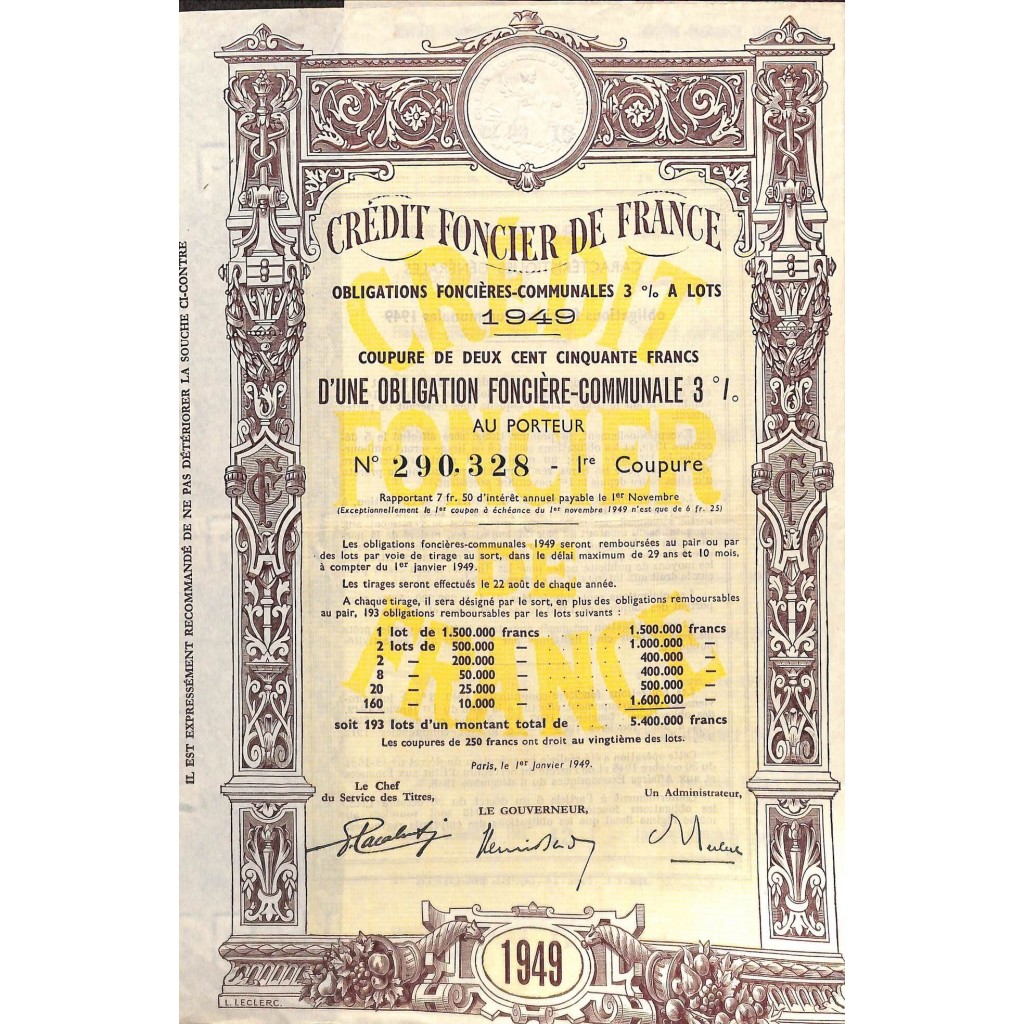 CRÉDIT FONCIER DE FRANCE
OBLIGATIONS FONCIÈRES-COMMUNALES 3 % A LOTS
1949
COUPURE DE DEUX CENT CINQUANTE FRANCS
D'UNE OBLIGATION FONCIÈRE-COMMUNALE 3 %
AU PORTEUR
N° 290.328 - 1re Coupure
Rapportant 7 fr. 50 d'intérêt annuel payable le 1er Novembre
(Exceptionnellement le 1er coupon à échéance du 1er novembre 1949 n'est que de 6 fr. 25)
Les obligations foncières-communales 1949 seront remboursées au pair ou par
des lots par voie de tirage au sort, dans le délai maximum de 29 ans et 10 mois,
à compter du 1er janvier 1949.
Les tirages seront effectués le 22 août de chaque année.
A chaque tirage, il sera désigné par le sort, en plus des obligations remboursables
au pair, 193 obligations remboursables par les lots suivants :
1 lot de 1.500.000 francs . . 1.500.000 francs
2 lots de 500.000 — . . . 1.000.000 —
2 — 200.000 — . . . 400.000 —
8 — 50.000 — . . . 400.000 —
20 — 25.000 — . . . 500.000 —
160 — 10.000 — . . . 1.600.000 —
soit 193 lots d'un montant total de . . . 5.400.000 francs
Les coupures de 250 francs ont droit au vingtième des lots.
Paris, le 1er Janvier 1949.
Le Chef
du Service des Titres,
LE GOUVERNEUR,
Un Administrateur,
1949
L. LECLERC.
IL EST EXPRESSÉMENT RECOMMANDÉ DE NE PAS DÉTÉRIORER LA SOUCHE CI-CONTRE
CRÉDIT
FONCIER
DE
FRANCE